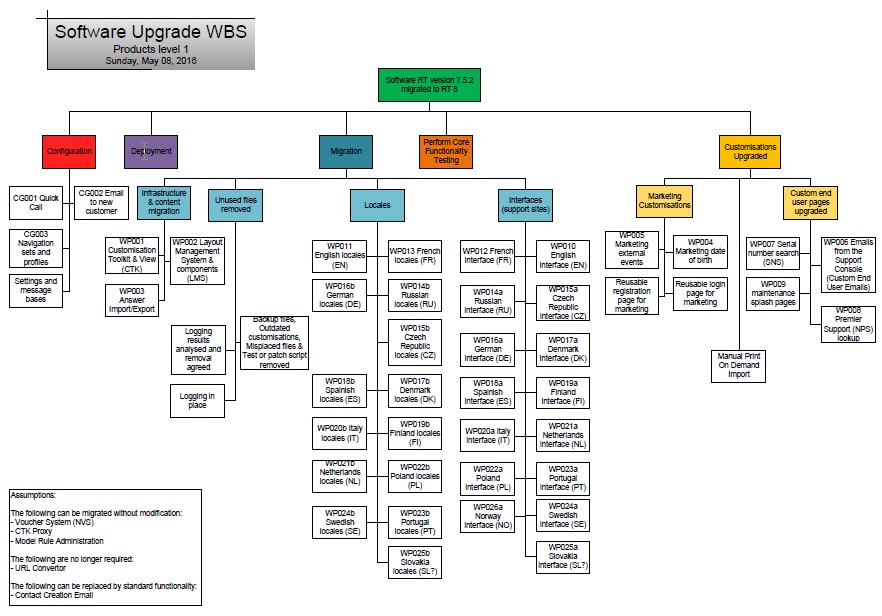 Software Upgrade WBS
Products level 1
Sunday, May 08, 2016
Software RT version 7.5.2
migrated to RT 8
Configuration
Deployment
Migration
Perform Core
Functionality
Testing
Customisations
Upgraded
CG001 Quick
Call
CG002 Email
to new
customer
CG003
Navigation
sets and
profiles
Settings and
message
bases
Infrastructure
& content
migration
WP001
Customisation
Toolkit & View
(CTK)
WP002 Layout
Management
System &
components
(LMS)
WP003
Answer
Import/Export
Unused files
removed
Backup files,
Outdated
customisations,
Misplaced files &
Test or patch script
removed
Logging
results
analysed and
removal
agreed
Logging in
place
Locales
WP011
English locales
(EN)
WP013 French
locales (FR)
WP016b
German
locales (DE)
WP014b
Russian
locales (RU)
WP015b
Czech
Republic
locales (CZ)
WP018b
Spainish
locales (ES)
WP017b
Denmark
locales (DK)
WP020b Italy
locales (IT)
WP019b
Finland locales
(FI)
WP021b
Netherlands
locales (NL)
WP022b
Poland locales
(PL)
WP024b
Swedish
locales (SE)
WP023b
Portugal
locales (PT)
WP025b
Slovakia
locales (SL?)
Interfaces
(support sites)
WP012 French
Interface (FR)
WP010
English
Interface (EN)
WP014a
Russian
Interface (RU)
WP015a
Czech
Republic
interface (CZ)
WP016a
German
Interface (DE)
WP017a
Denmark
Interface (DK)
WP018a
Spainish
Interface (ES)
WP019a
Finland
Interface (FI)
WP020a Italy
Interface (IT)
WP021a
Netherlands
Interface (NL)
WP022a
Poland
Interface (PL)
WP023a
Portugal
Interface (PT)
WP026a
Norway
Interface (NO)
WP024a
Swedish
Interface (SE)
WP025a
Slovakia
Interface (SL?)
Marketing
Customisations
WP005
Marketing
external
events
WP004
Marketing date
of birth
Reusable
registration
page for
marketing
Reusable login
page for
marketing
Manual Print
On Demand
Import
Custom end
user pages
upgraded
WP007 Serial
number search
(SNS)
WP006 Emails
from the
Support
Console
(Custom End
User Emails)
WP009
maintenance
splash pages
WP008
Premier
Support (NPS)
lookup
Assumptions:
The following can be migrated without modification:
- Voucher System (NVS)
- CTK Proxy
- Model Rule Administration
The following are no longer required:
- URL Convertor
The following can be replaced by standard functionality:
- Contact Creation Email